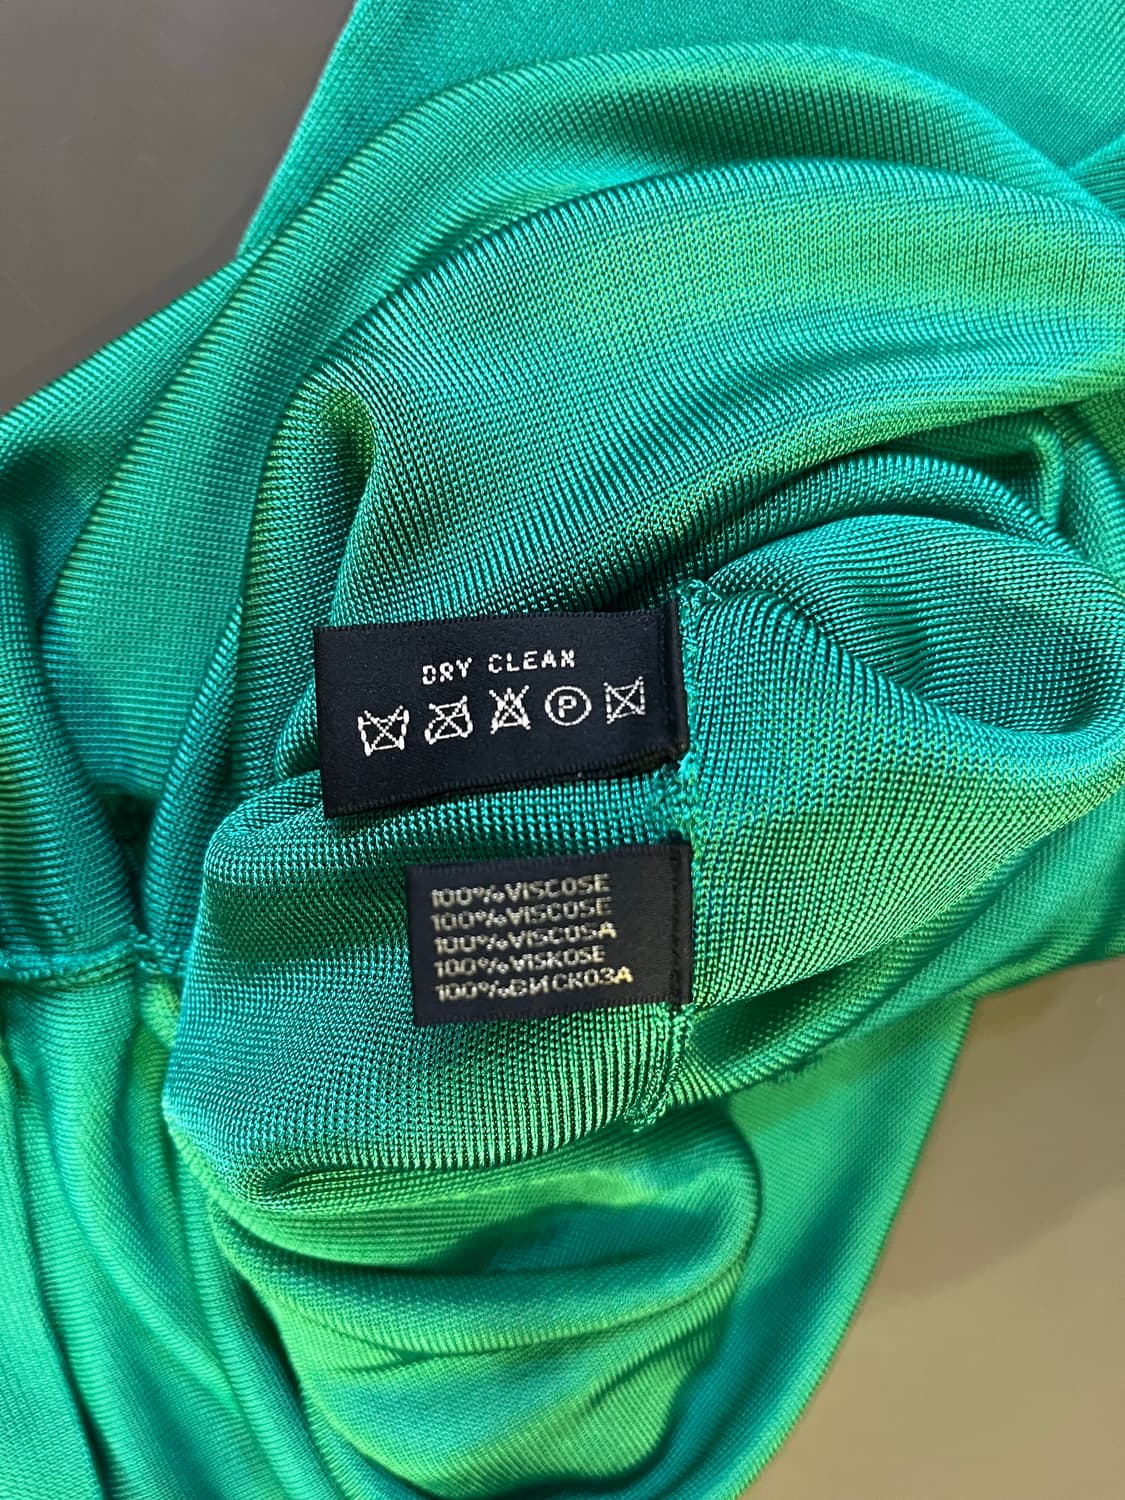 DRY CLEAN
P
100% VISCOSE
100% VISCOSE
100% VISCOSA
100% VISKOSE
100% ВИСКОЗА